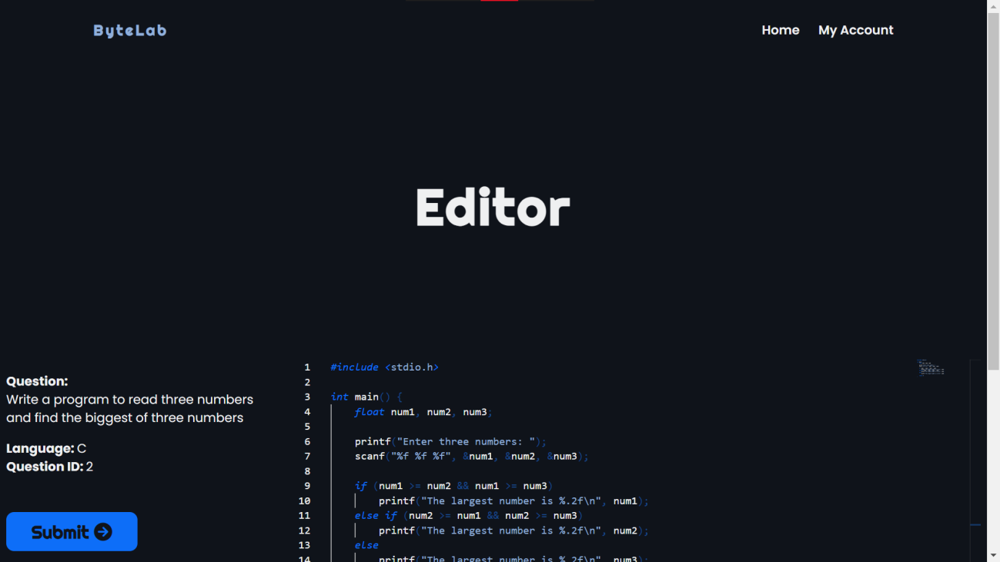 ByteLab
Home My Account
Editor
Question:
Write a program to read three numbers
and find the biggest of three numbers
Language: C
Question ID: 2
Submit
1 #include <stdio.h>
2
3 int main() {
4 float num1, num2, num3;
5
6 printf("Enter three numbers: ");
7 scanf("%f %f %f", &num1, &num2, &num3);
8
9 if (num1 >= num2 && num1 >= num3)
10 printf("The largest number is %.2f\n", num1);
11 else if (num2 >= num1 && num2 >= num3)
12 printf("The largest number is %.2f\n", num2);
13 else
14 printf("The largest number is %.2f\n", num3);